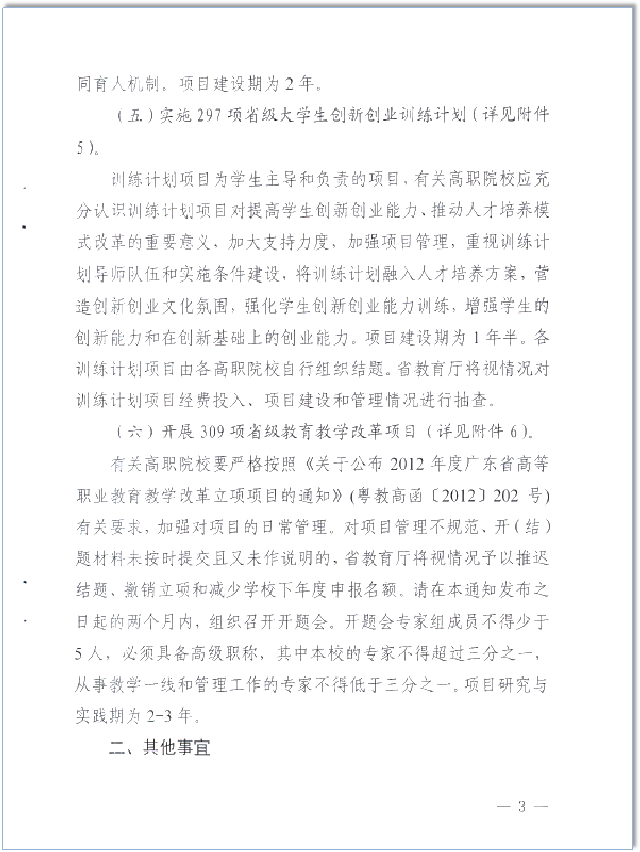 同育人机制。项目建设期为2年。
（五）实施297项省级大学生创新创业训练计划（详见附件
5）。
训练计划项目为学生主导和负责的项目，有关高职院校应充
分认识训练计划项目对提高学生创新创业能力、推动人才培养模
式改革的重要意义，加大支持力度，加强项目管理，重视训练计
划导师队伍和实施条件建设，将训练计划融入人才培养方案，营
造创新创业文化氛围，强化学生创新创业能力训练，增强学生的
创新能力和在创新基础上的创业能力。项目建设期为1年半。各
训练计划项目由各高职院校自行组织结题。省教育厅将视情况对
训练计划项目经费投入、项目建设和管理情况进行抽查。
（六）开展309项省级教育教学改革项目（详见附件6）。
有关高职院校要严格按照《关于公布2012年度广东省高等
职业教育教学改革立项项目的通知》（粤教高函〔2012〕202 号)
有关要求，加强对项目的日常管理。对项目管理不规范、开（结）
题材料未按时提交且又未作说明的，省教育厅将视情况予以推迟
结题、撤销立项和减少学校下年度申报名额。请在本通知发布之
日起的两个月内，组织召开开题会。开题会专家组成员不得少于
5人，必须具备高级职称，其中本校的专家不得超过三分之一，
从事教学一线和管理工作的专家不得低于三分之一。项目研究与
实践期为2-3年。
二、其他事宜
— 3 —